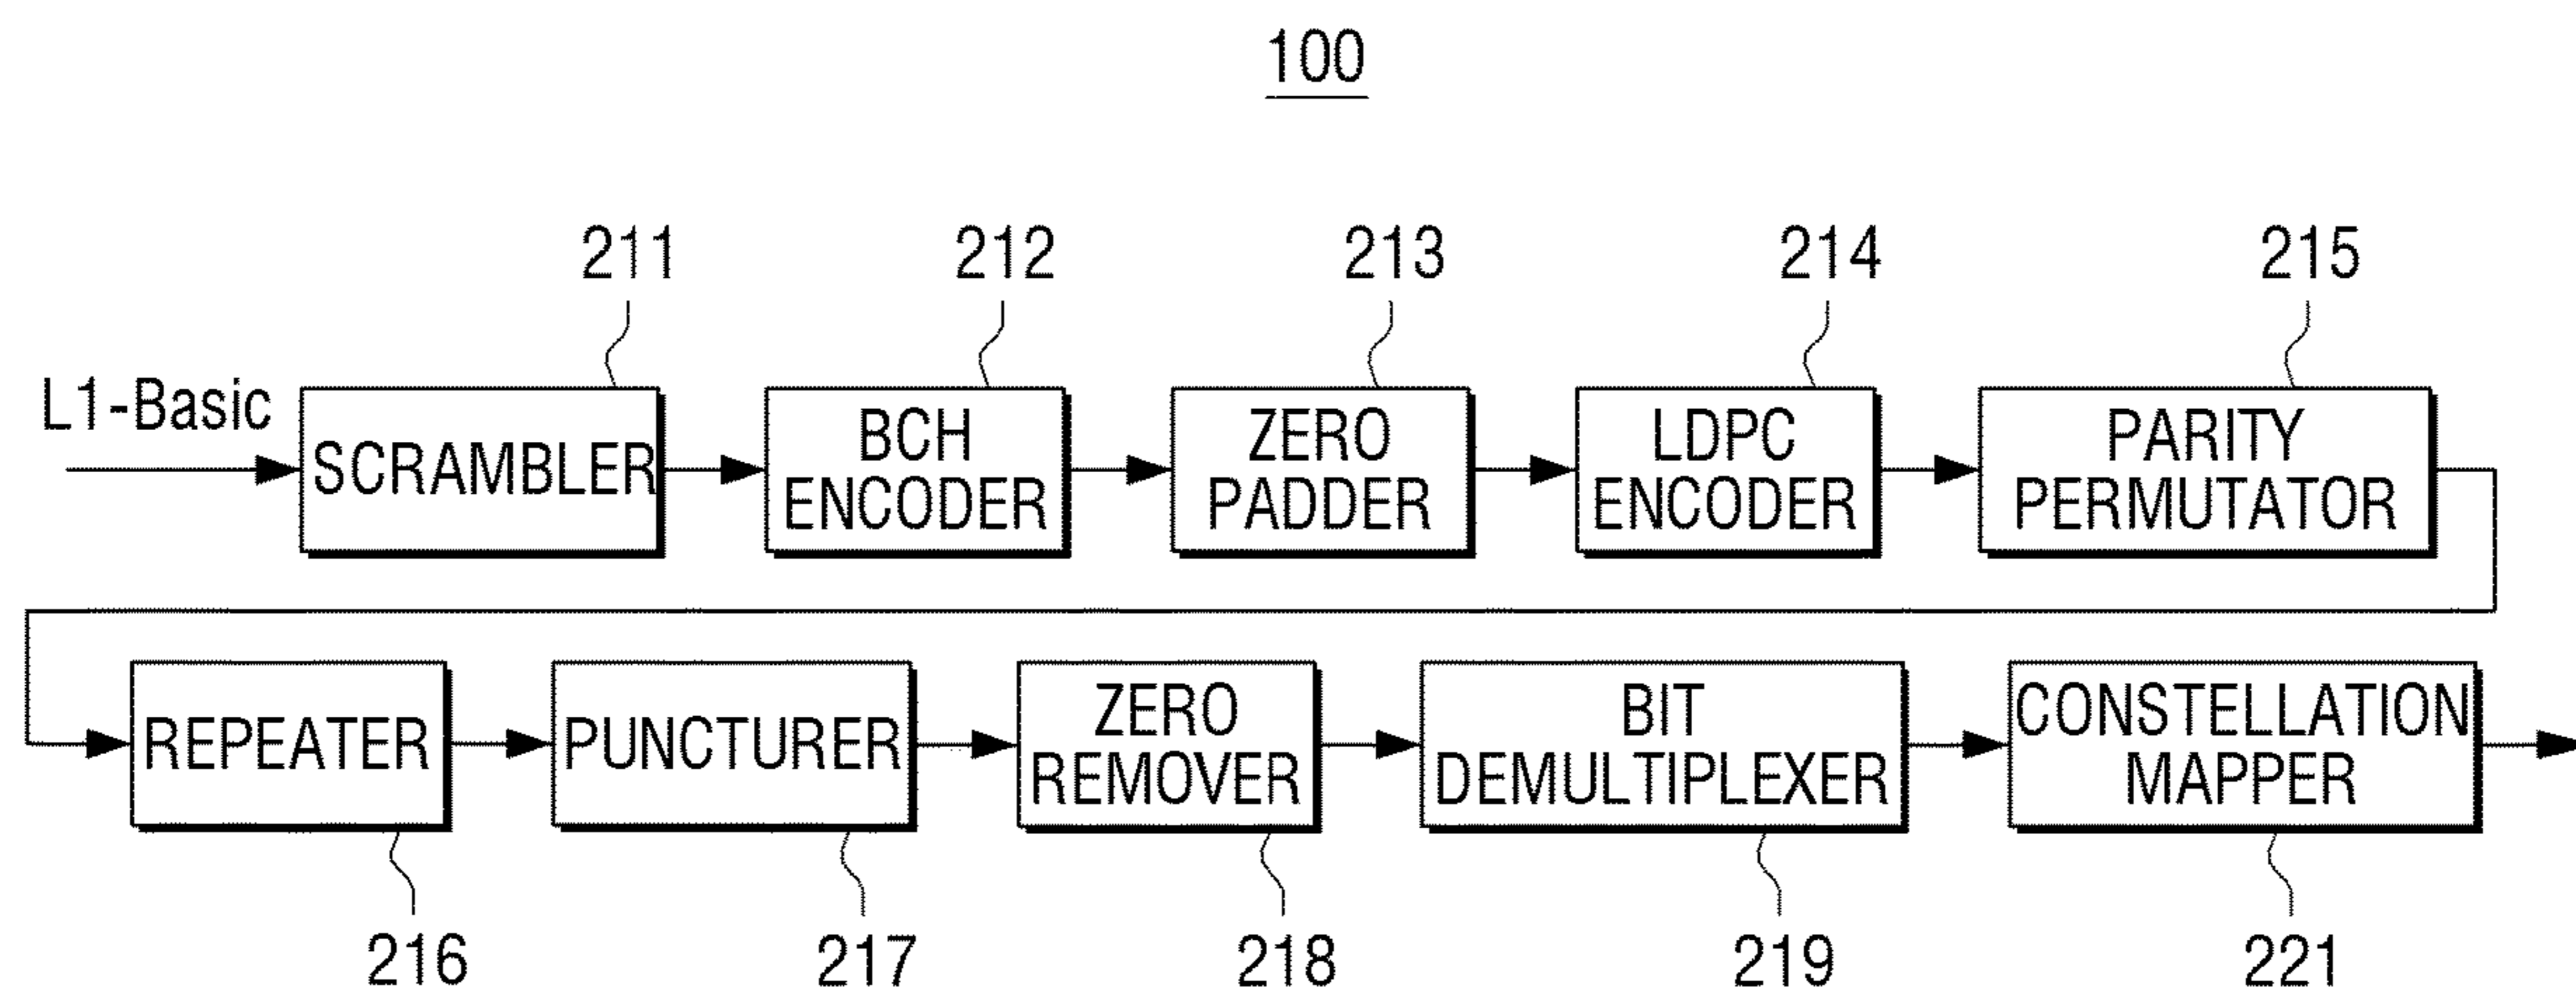 100
211
212
213
214
215
L1-Basic
SCRAMBLER
BCH
ENCODER
ZERO
PADDER
LDPC
ENCODER
PARITY
PERMUTATOR
REPEATER
PUNCTURER
ZERO
REMOVER
BIT
DEMULTIPLEXER
CONSTELLATION
MAPPER
216
217
218
219
221